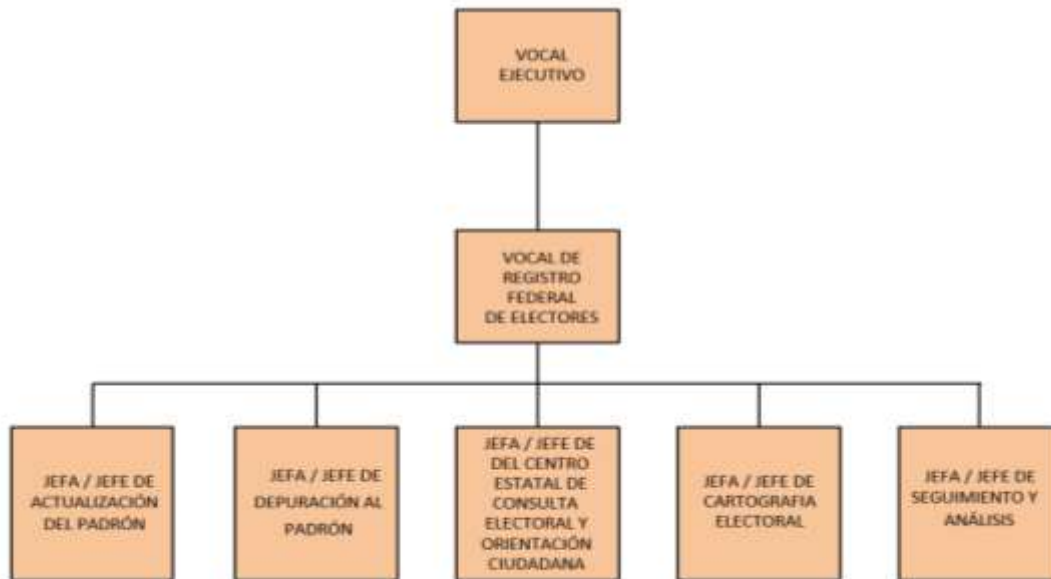 VOCAL
EJECUTIVO
VOCAL DE
REGISTRO
FEDERAL
DE ELECTORES
JEFA / JEFE DE
ACTUALIZACIÓN
DEL PADRÓN
JEFA / JEFE DE
DEPURACIÓN AL
PADRÓN
JEFA / JEFE DE
DEL CENTRO
ESTATAL DE
CONSULTA
ELECTORAL Y
ORIENTACIÓN
CIUDADANA
JEFA / JEFE DE
CARTOGRAFIA
ELECTORAL
JEFA / JEFE DE
SEGUIMIENTO Y
ANÁLISIS